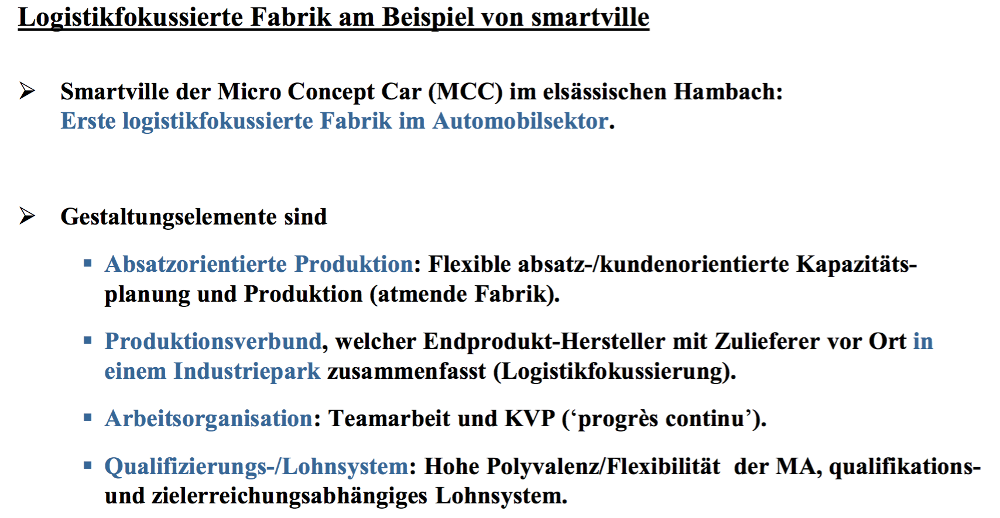 Logistikfokussierte Fabrik am Beispiel von smartville
➢ Smartville der Micro Concept Car (MCC) im elsässischen Hambach:
Erste logistikfokussierte Fabrik im Automobilsektor.
➢ Gestaltungselemente sind
▪ Absatzorientierte Produktion: Flexible absatz-/kundenorientierte Kapazitäts-
planung und Produktion (atmende Fabrik).
▪ Produktionsverbund, welcher Endprodukt-Hersteller mit Zulieferer vor Ort in
einem Industriepark zusammenfasst (Logistikfokussierung).
▪ Arbeitsorganisation: Teamarbeit und KVP (‘progrès continu’).
▪ Qualifizierungs-/Lohnsystem: Hohe Polyvalenz/Flexibilität der MA, qualifikations-
und zielerreichungsabhängiges Lohnsystem.